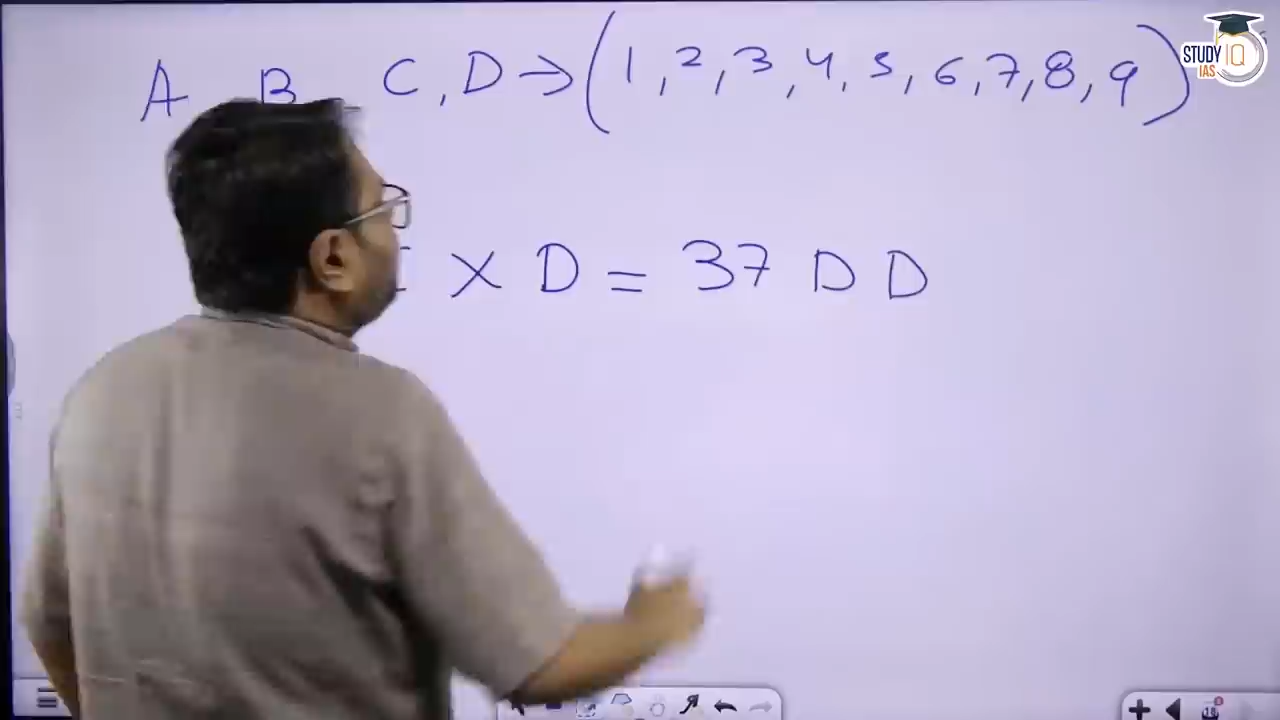 STUDY IQ IAS
A B C, D → (1, 2, 3, 4, 5, 6, 7, 8, 9)
X D = 37 D D